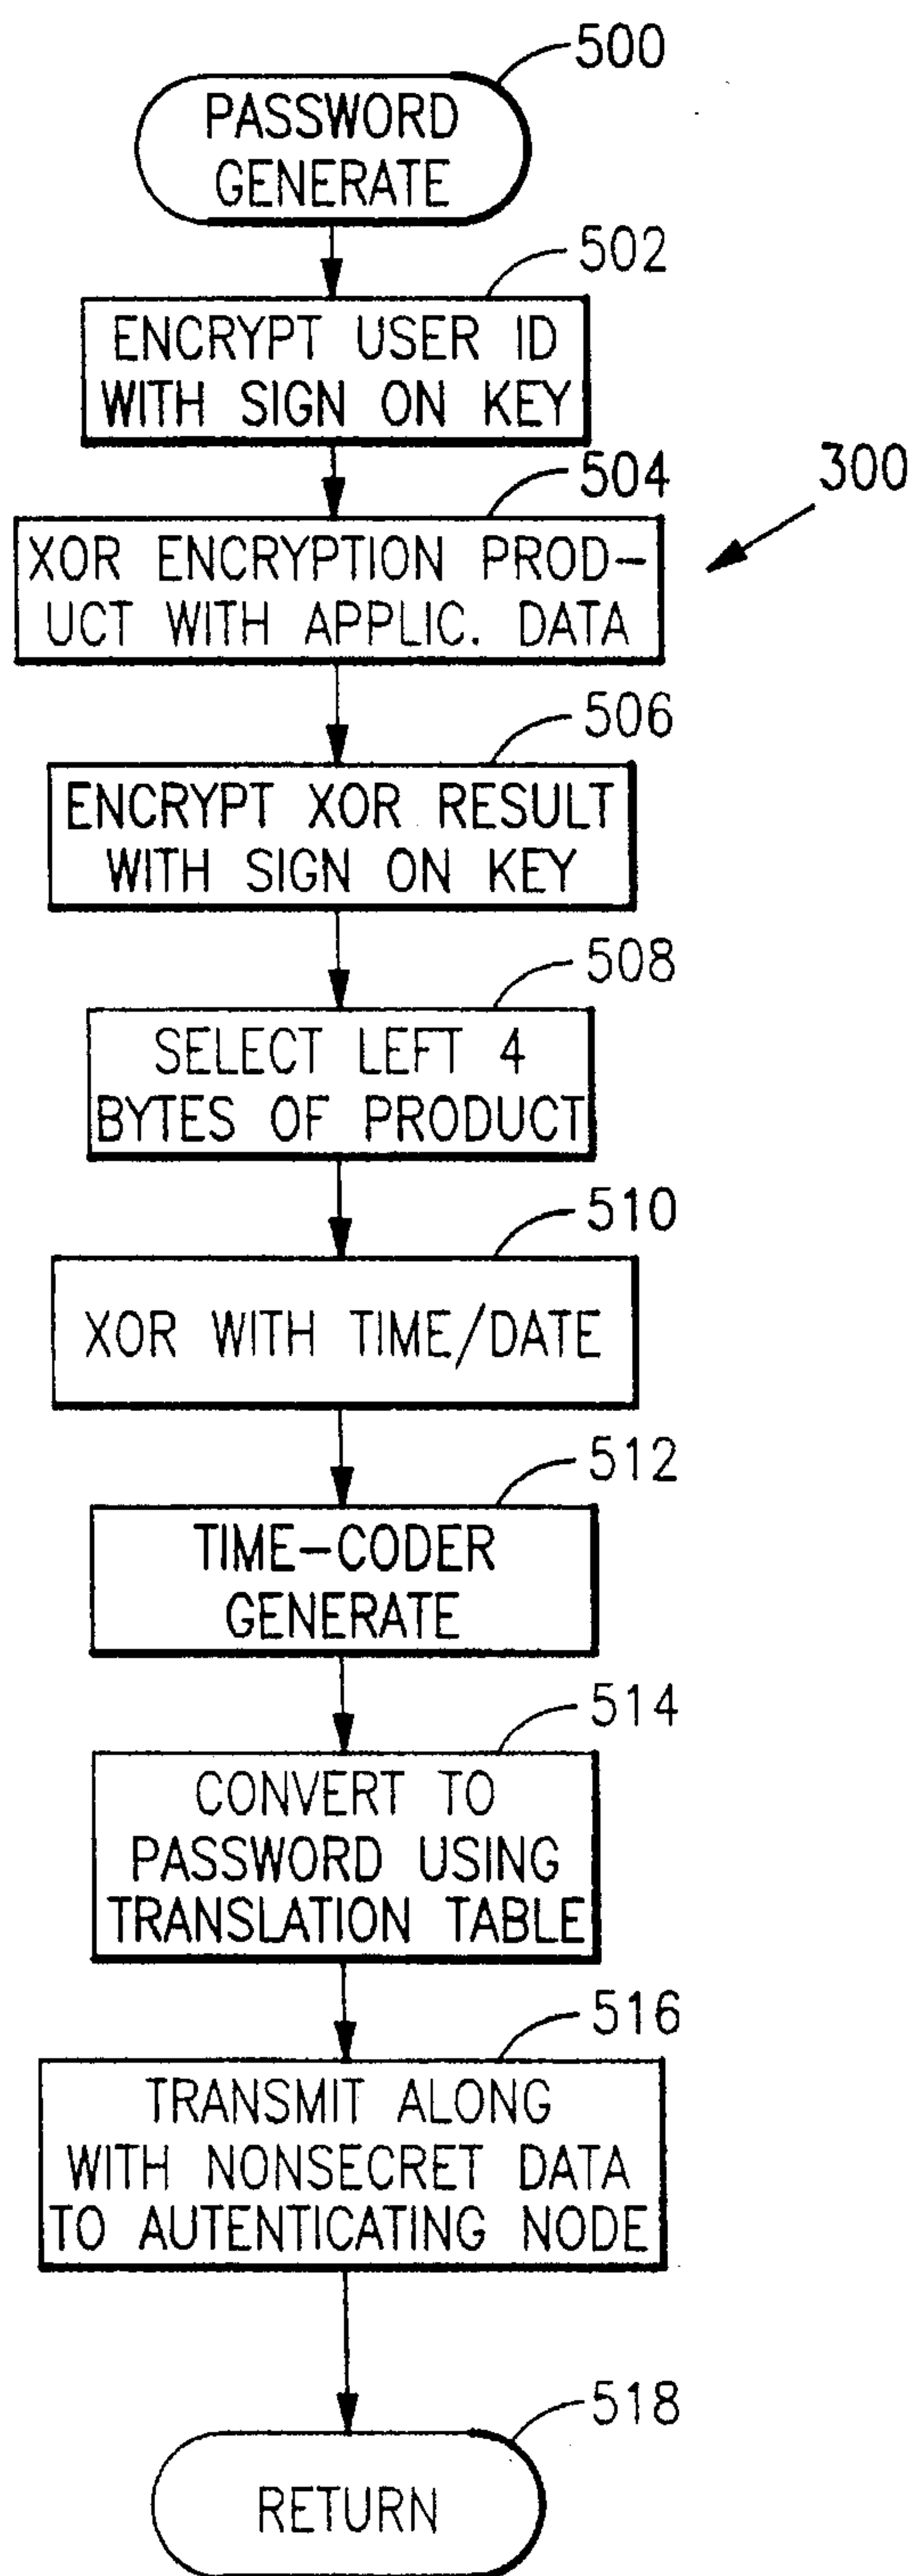 500
PASSWORD
GENERATE
502
ENCRYPT USER ID
WITH SIGN ON KEY
504
300
XOR ENCRYPTION PROD-
UCT WITH APPLIC. DATA
506
ENCRYPT XOR RESULT
WITH SIGN ON KEY
508
SELECT LEFT 4
BYTES OF PRODUCT
510
XOR WITH TIME/DATE
512
TIME-CODER
GENERATE
514
CONVERT TO
PASSWORD USING
TRANSLATION TABLE
516
TRANSMIT ALONG
WITH NONSECRET DATA
TO AUTENTICATING NODE
518
RETURN